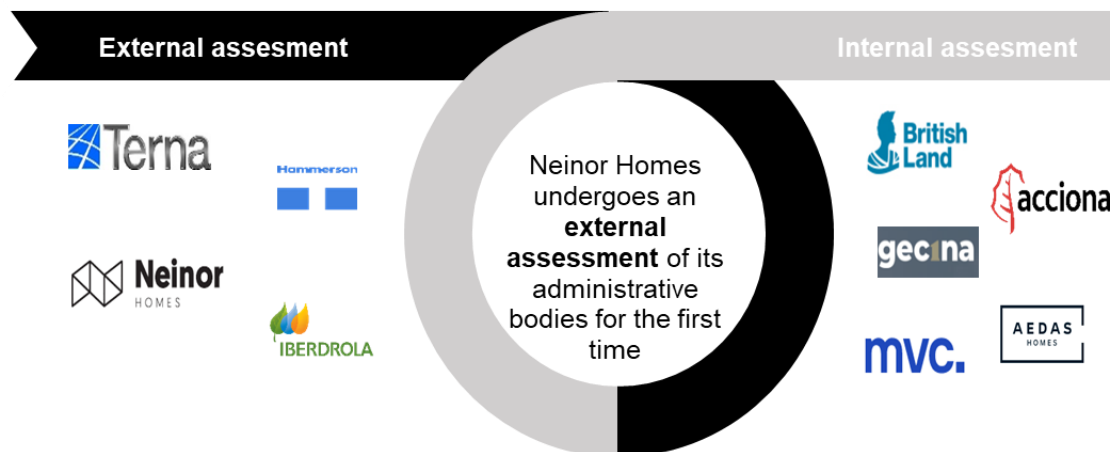 External assesment
Internal assesment
Terna
Hammerson
Neinor
HOMES
IBERDROLA
Neinor Homes
undergoes an
external
assessment of its
administrative
bodies for the first
time
British
Land
acciona
gecina
AEDAS
HOMES
mvc.